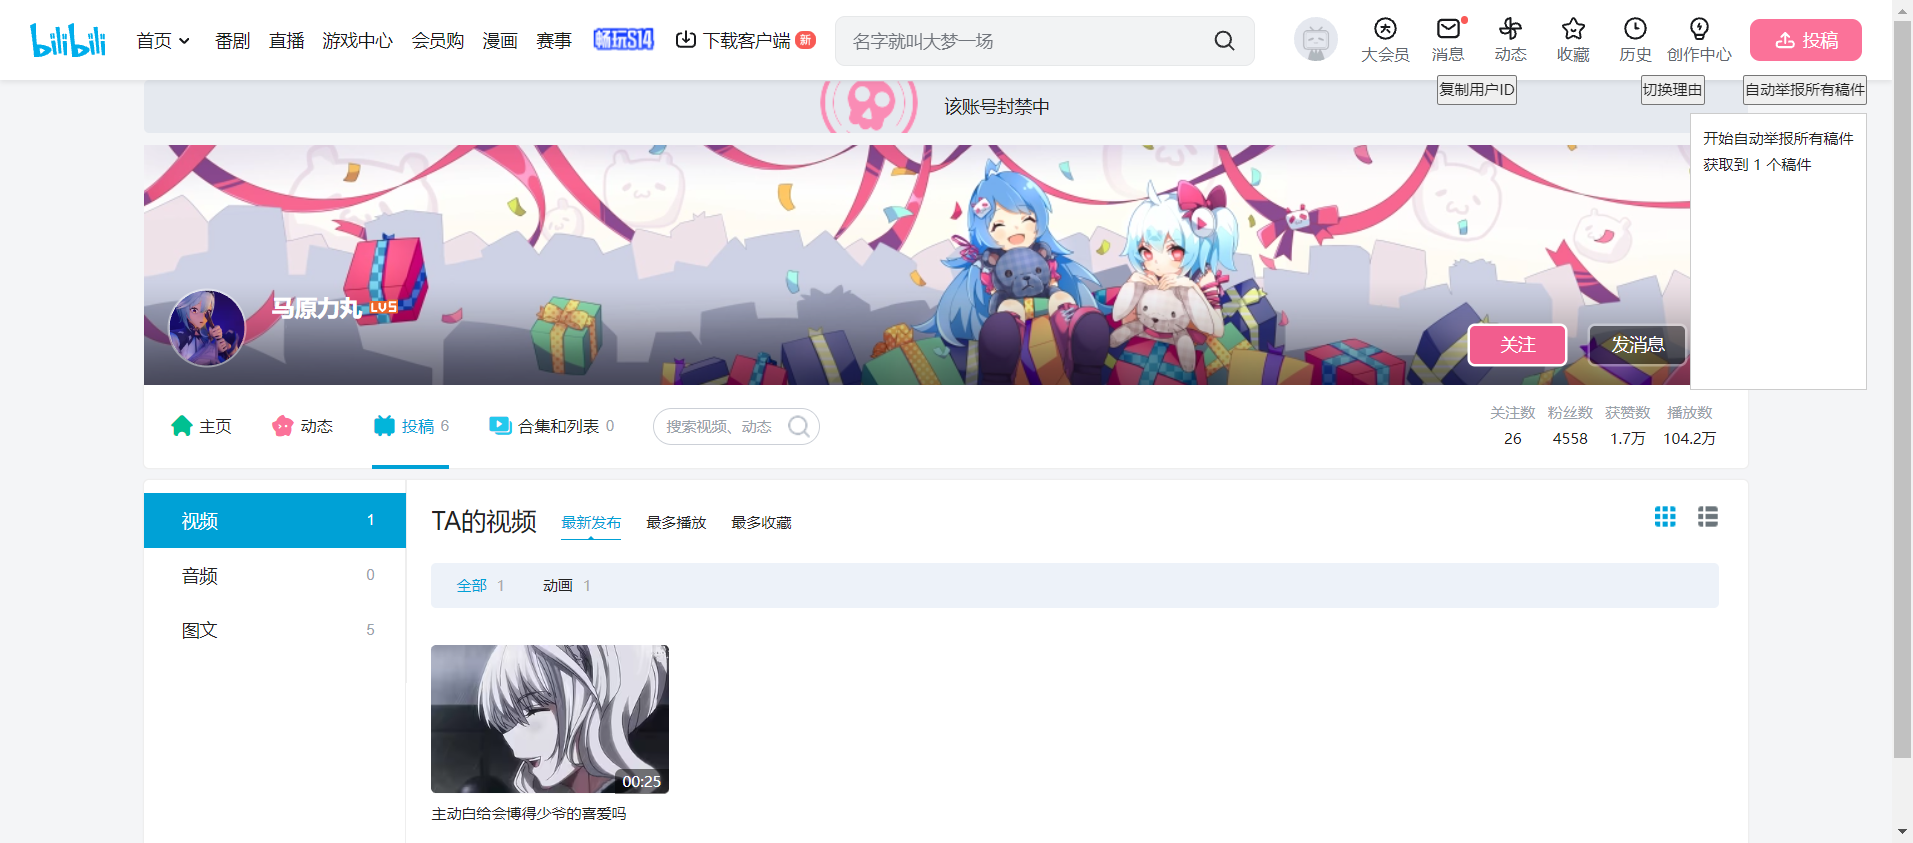 bilibili
首页
番剧
直播
游戏中心
会员购
漫画
赛事
畅玩S14
下载客户端 新
名字就叫大梦一场
大会员
消息
动态
收藏
历史
创作中心
投稿
复制用户ID
切换理由
自动举报所有稿件
该账号封禁中
开始自动举报所有稿件
获取到 1 个稿件
马原力丸 LV5
关注
发消息
主页
动态
投稿 6
合集和列表 0
搜索视频、动态
关注数 粉丝数 获赞数 播放数
26 4558 1.7万 104.2万
视频 1
音频 0
图文 5
TA的视频
最新发布
最多播放
最多收藏
全部 1
动画 1
00:25
主动白给会博得少爷的喜爱吗